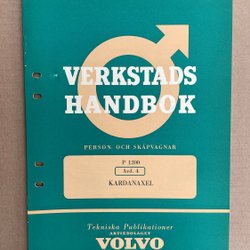 VERKSTADS
HANDBOK
PERSON- OCH SKÅPVAGNAR
P 1200
Avd. 4
KARDANAXEL
Tekniska Publikationer
AKTIEBOLAGET
VOLVO